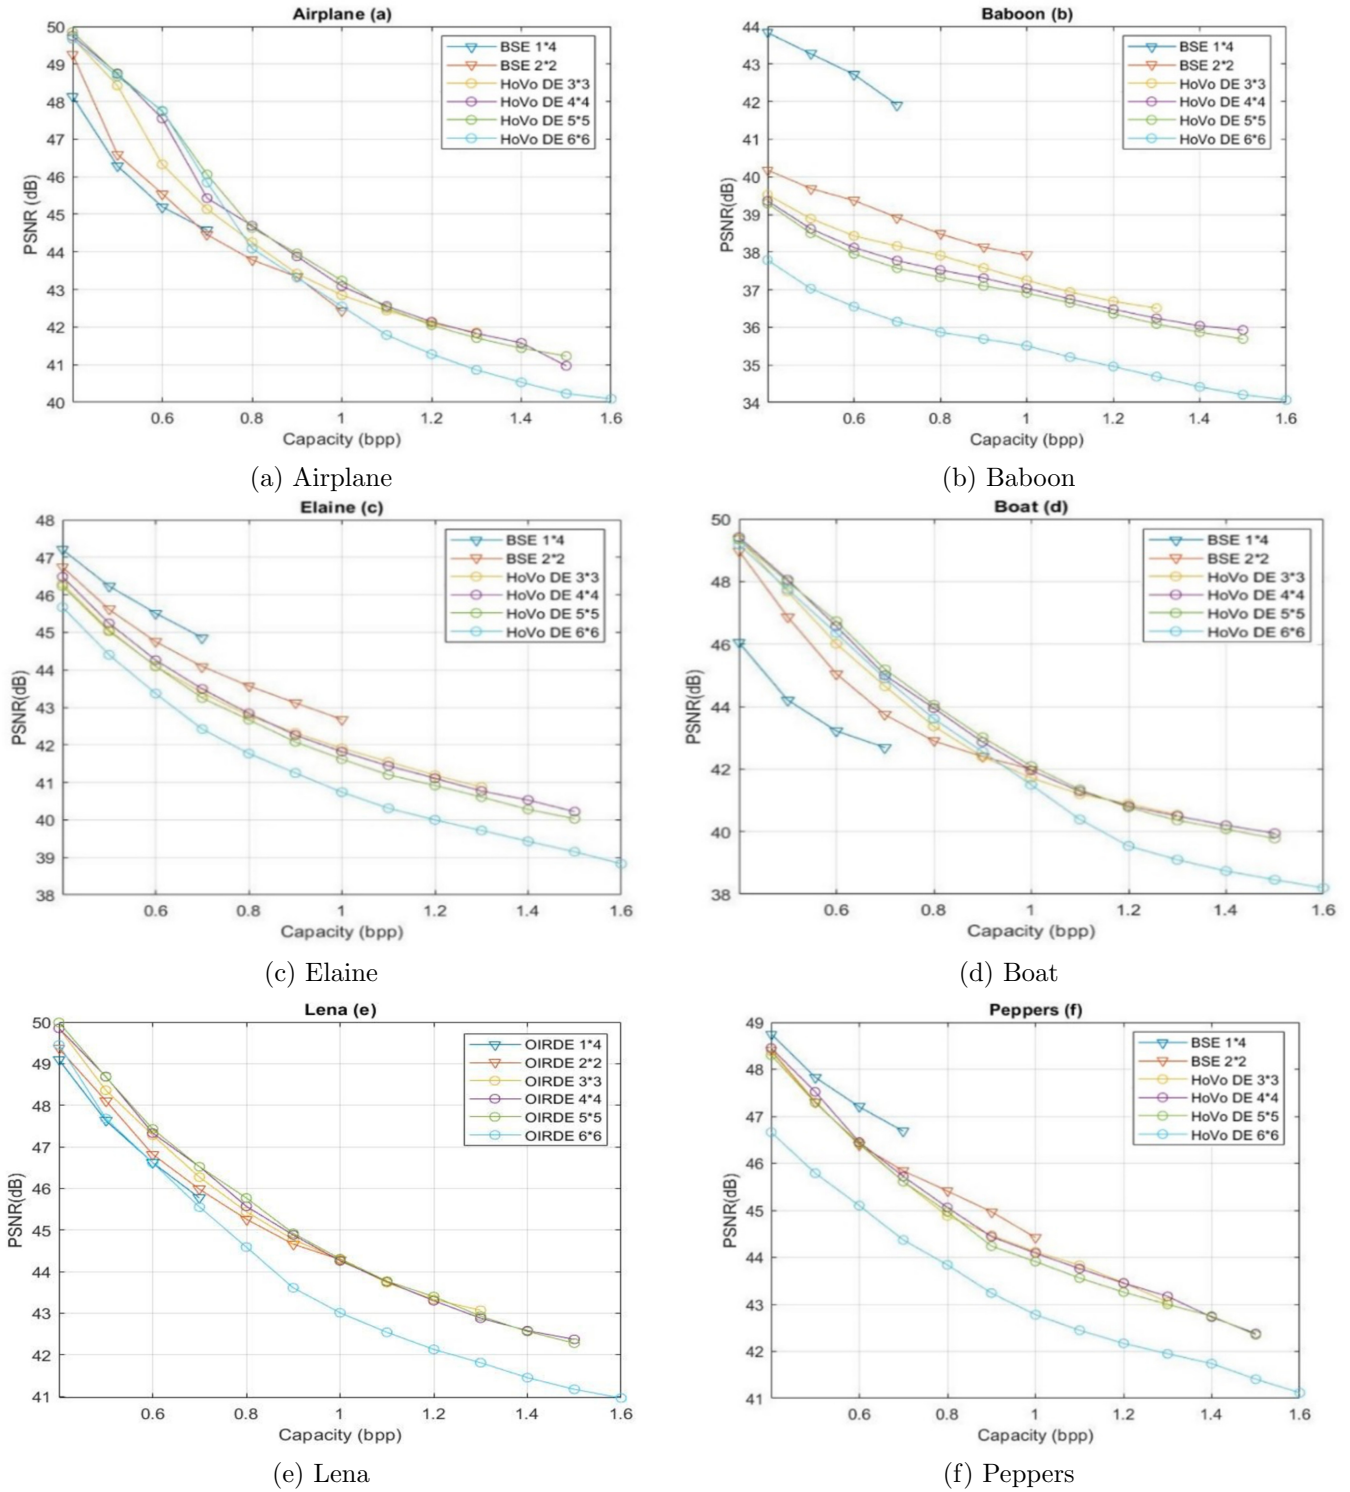 Airplane (a)
PSNR (dB)
50
49
48
47
46
45
44
43
42
41
40
0.6
0.8
1
1.2
1.4
1.6
Capacity (bpp)
BSE 1*4
BSE 2*2
HoVo DE 3*3
HoVo DE 4*4
HoVo DE 5*5
HoVo DE 6*6
(a) Airplane
Baboon (b)
PSNR(dB)
44
43
42
41
40
39
38
37
36
35
34
0.6
0.8
1
1.2
1.4
1.6
Capacity (bpp)
BSE 1*4
BSE 2*2
HoVo DE 3*3
HoVo DE 4*4
HoVo DE 5*5
HoVo DE 6*6
(b) Baboon
Elaine (c)
PSNR(dB)
48
47
46
45
44
43
42
41
40
39
38
0.6
0.8
1
1.2
1.4
1.6
Capacity (bpp)
BSE 1*4
BSE 2*2
HoVo DE 3*3
HoVo DE 4*4
HoVo DE 5*5
HoVo DE 6*6
(c) Elaine
Boat (d)
PSNR(dB)
50
48
46
44
42
40
38
0.6
0.8
1
1.2
1.4
1.6
Capacity (bpp)
BSE 1*4
BSE 2*2
HoVo DE 3*3
HoVo DE 4*4
HoVo DE 5*5
HoVo DE 6*6
(d) Boat
Lena (e)
PSNR(dB)
50
49
48
47
46
45
44
43
42
41
0.6
0.8
1
1.2
1.4
1.6
Capacity (bpp)
OIRDE 1*4
OIRDE 2*2
OIRDE 3*3
OIRDE 4*4
OIRDE 5*5
OIRDE 6*6
(e) Lena
Peppers (f)
PSNR(dB)
49
48
47
46
45
44
43
42
41
0.6
0.8
1
1.2
1.4
1.6
Capacity (bpp)
BSE 1*4
BSE 2*2
HoVo DE 3*3
HoVo DE 4*4
HoVo DE 5*5
HoVo DE 6*6
(f) Peppers